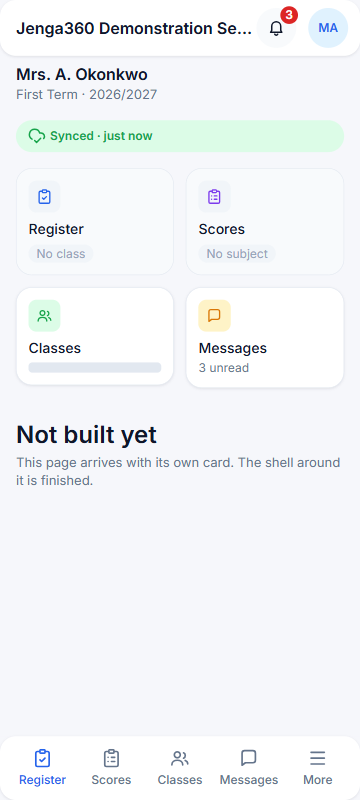 Jenga360 Demonstration Se...
3
MA
Mrs. A. Okonkwo
First Term · 2026/2027
Synced · just now
Register
No class
Scores
No subject
Classes
Messages
3 unread
Not built yet
This page arrives with its own card. The shell around
it is finished.
Register
Scores
Classes
Messages
More